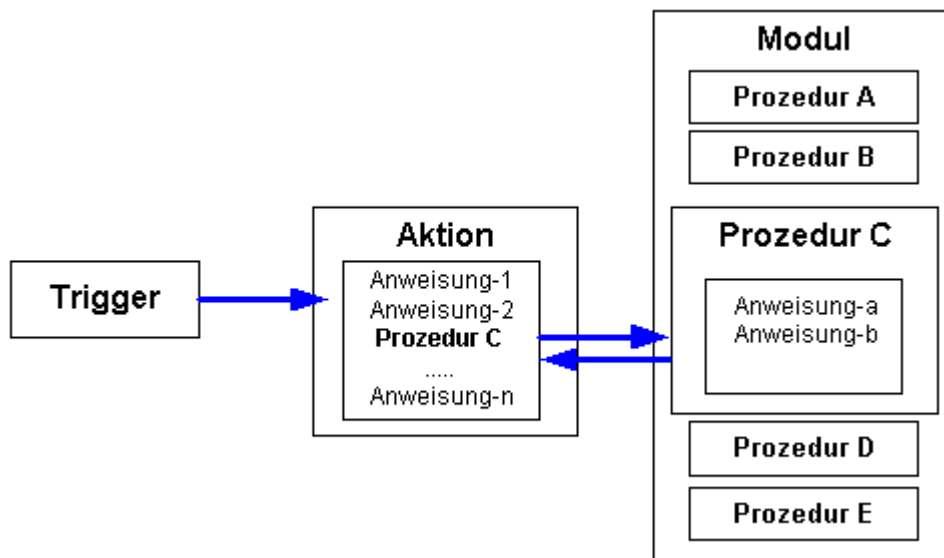 Trigger
Aktion
Anweisung-1
Anweisung-2
Prozedur C
.....
Anweisung-n
Modul
Prozedur A
Prozedur B
Prozedur C
Anweisung-a
Anweisung-b
Prozedur D
Prozedur E